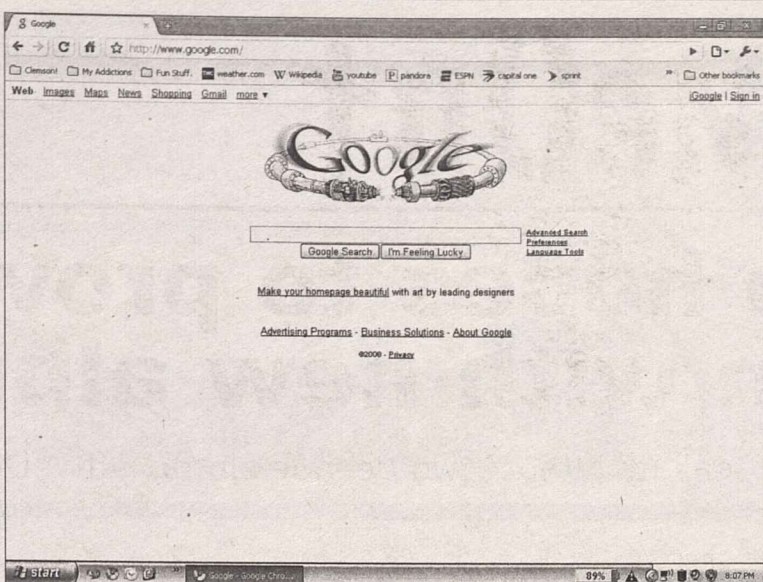 Google
http://www.google.com/
Clemson! My Addictions Fun Stuff. weather.com W Wikipedia youtube P pandora ESPN capital one sprint » Other bookmarks
Web Images Maps News Shopping Gmail more ▼ iGoogle | Sign in
Google
Advanced Search
Preferences
Language Tools
Google Search I'm Feeling Lucky
Make your homepage beautiful with art by leading designers
Advertising Programs - Business Solutions - About Google
©2008 - Privacy
start » Google - Google Chro... 89% 8:07 PM